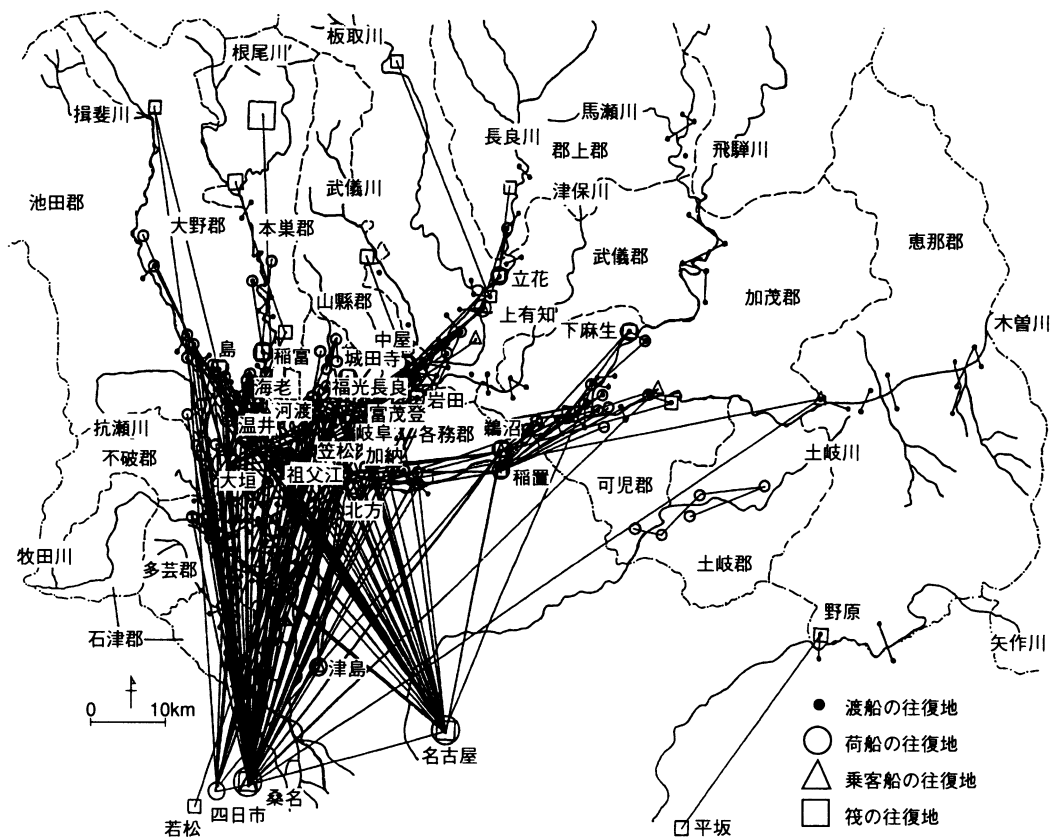 板取川
根尾川
揖斐川
馬瀬川
長良川
郡上郡
飛騨川
武儀川
津保川
池田郡
大野郡
本巣郡
武儀郡
恵那郡
立花
山縣郡
加茂郡
上有知
下麻生
木曽川
中屋
島
稲富
城田寺
海老
福光
長良
岩田
河渡
富茂登
温井
岐阜
各務郡
鵜沼
抗瀬川
笠松
加納
不破郡
土岐川
大垣
祖父江
稲置
可児郡
北方
牧田川
多芸郡
土岐郡
野原
石津郡
矢作川
津島
0 10km
渡船の往復地
荷船の往復地
名古屋
乗客船の往復地
桑名
四日市
筏の往復地
若松
平坂